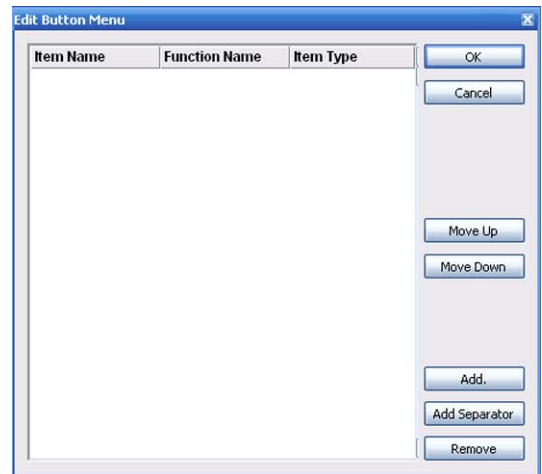 Edit Button Menu
Item Name Function Name Item Type
OK
Cancel
Move Up
Move Down
Add.
Add Separator
Remove